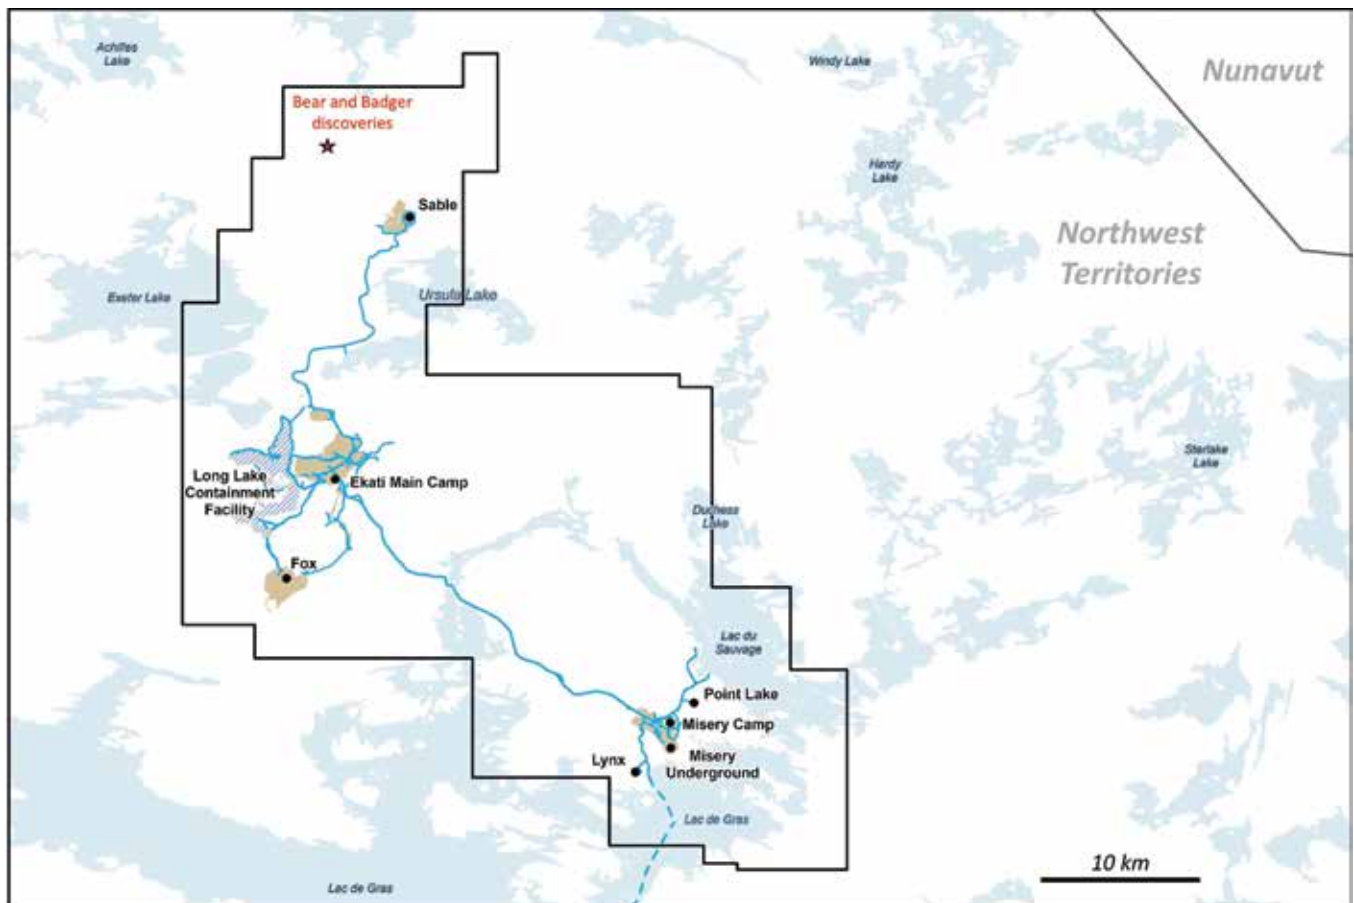 Achilles
Lake
Windy Lake
Nunavut
Bear and Badger
discoveries
Hardy
Lake
Sable
Northwest
Territories
Exeter Lake
Ursula Lake
Long Lake
Containment
Facility
Ekati Main Camp
Sterlake
Lake
Duchess
Lake
Fox
Lac du
Sauvage
Point Lake
Misery Camp
Lynx
Misery
Underground
Lac de Gras
10 km
Lac de Gras